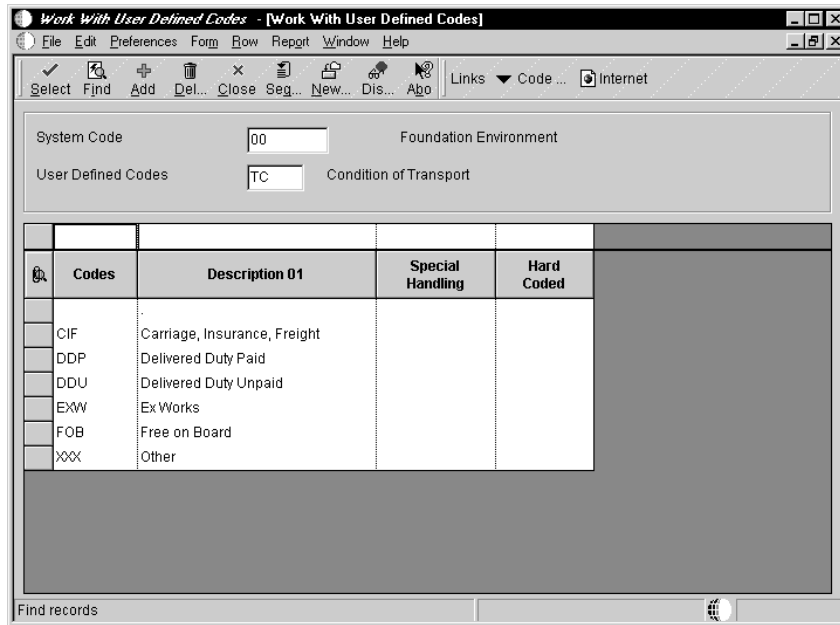 Work With User Defined Codes - [Work With User Defined Codes]
File Edit Preferences Form Row Report Window Help
Select Find Add Del... Close Seq... New... Dis... Abo Links Code ... Internet
System Code 00 Foundation Environment
User Defined Codes TC Condition of Transport
Codes Description 01 Special Handling Hard Coded
.
CIF Carriage, Insurance, Freight
DDP Delivered Duty Paid
DDU Delivered Duty Unpaid
EXW Ex Works
FOB Free on Board
XXX Other
Find records